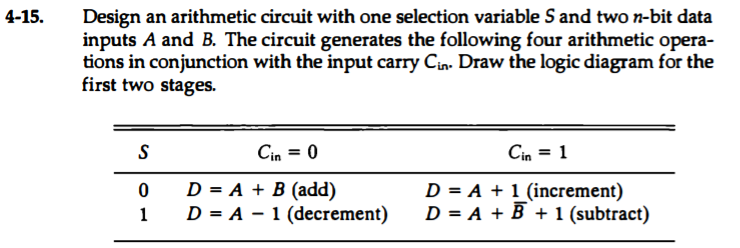 4-15. Design an arithmetic circuit with one selection variable S and two n-bit data
inputs A and B. The circuit generates the following four arithmetic opera-
tions in conjunction with the input carry Cin. Draw the logic diagram for the
first two stages.
S Cin = 0 Cin = 1
0 D = A + B (add) D = A + 1 (increment)
1 D = A − 1 (decrement) D = A + B̅ + 1 (subtract)